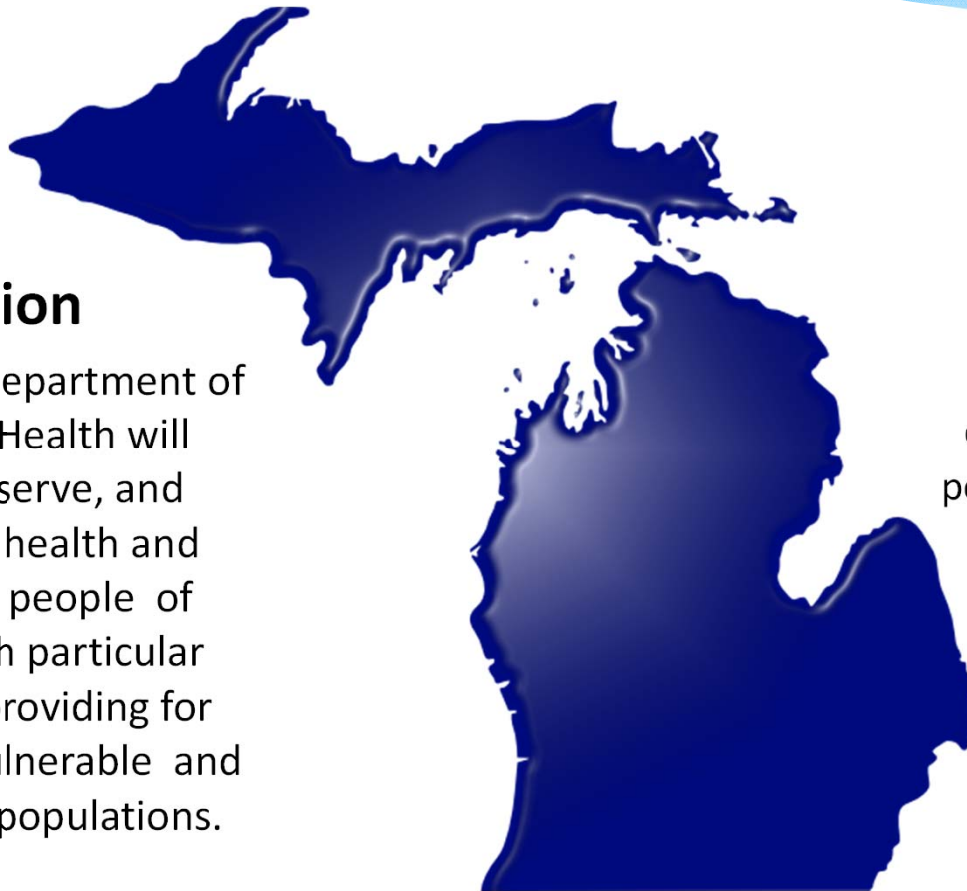 ion
epartment of
Health will
serve, and
health and
people of
h particular
roviding for
lnerable and
populations.